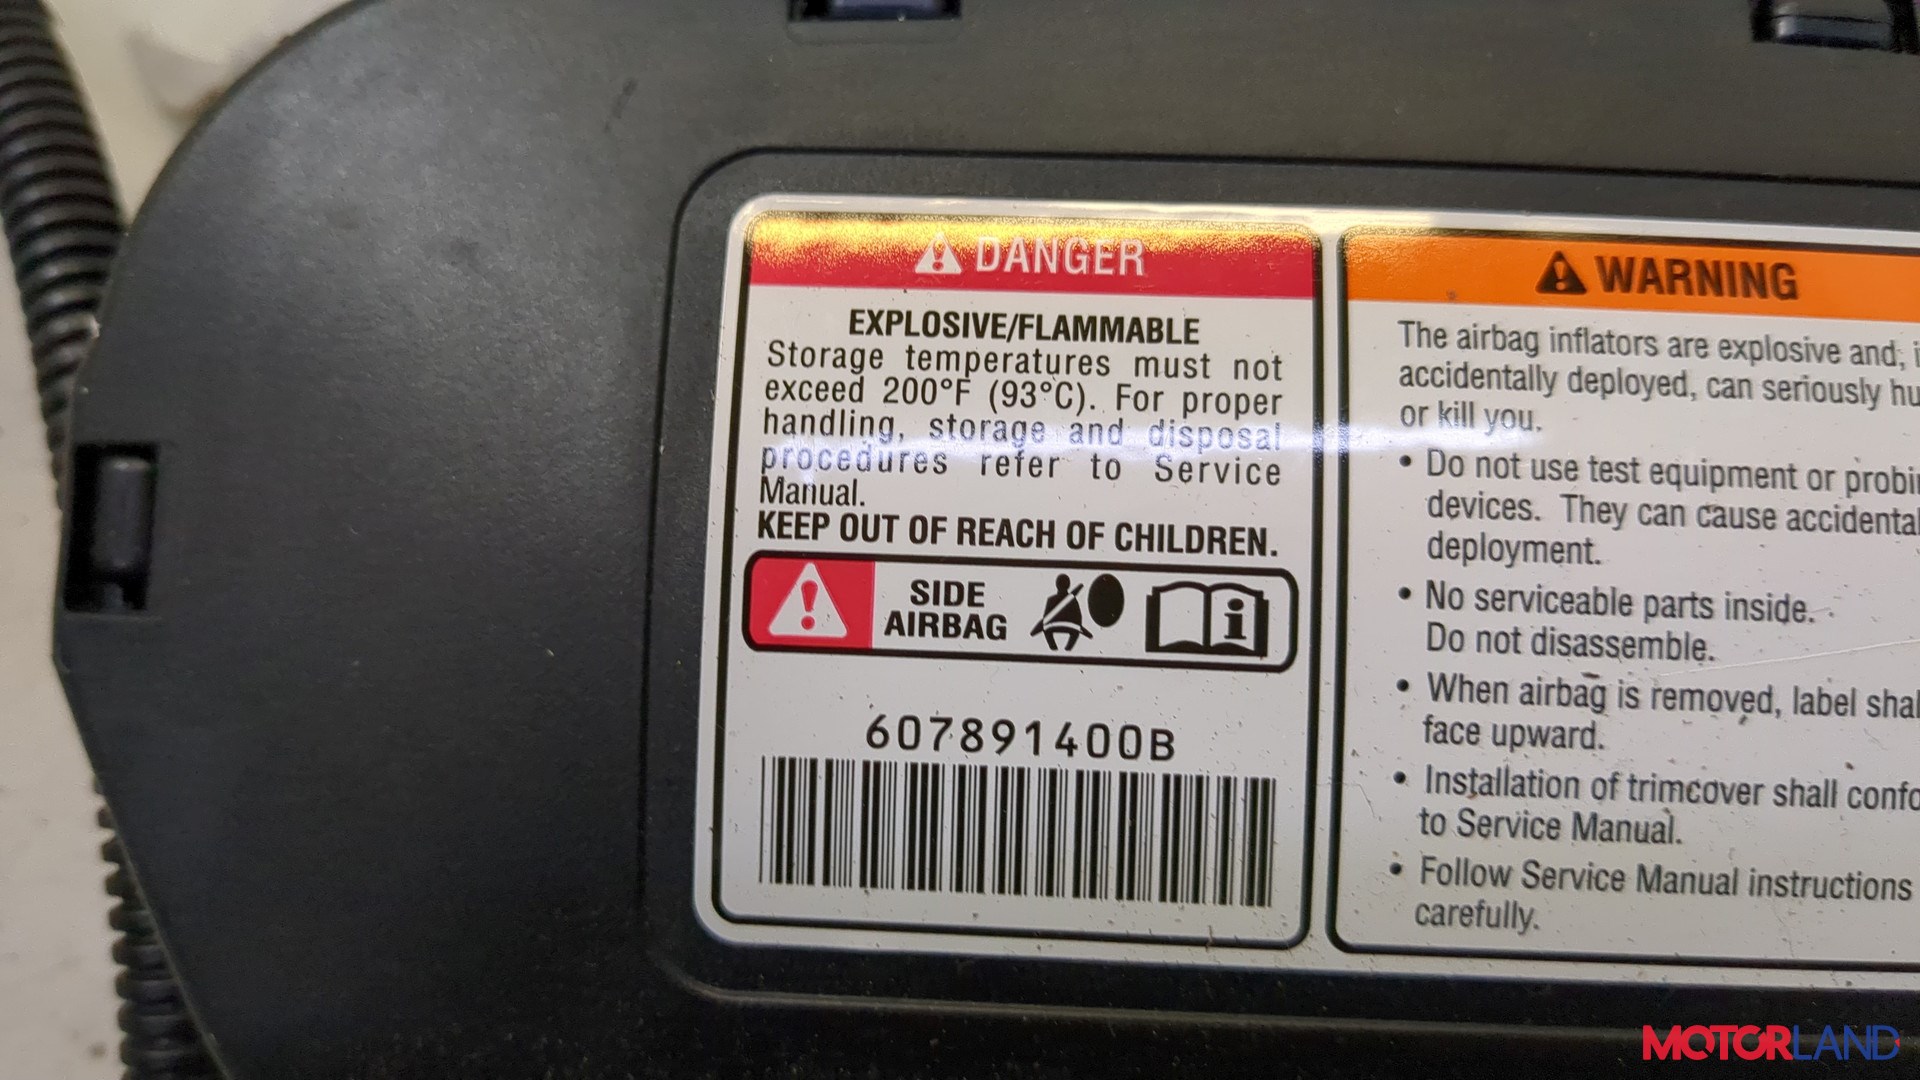 DANGER
EXPLOSIVE/FLAMMABLE
Storage temperatures must not
exceed 200°F (93°C). For proper
handling, storage and disposal
procedures refer to Service
Manual.
KEEP OUT OF REACH OF CHILDREN.
SIDE
AIRBAG
607891400B
WARNING
The airbag inflators are explosive and,
accidentally deployed, can seriously
or kill you.
• Do not use test equipment or
devices. They can cause accidental
deployment.
• No serviceable parts inside.
Do not disassemble.
• When airbag is removed, label
face upward.
• Installation of trimcover shall
to Service Manual.
• Follow Service Manual instructions
carefully.
MOTORLAND